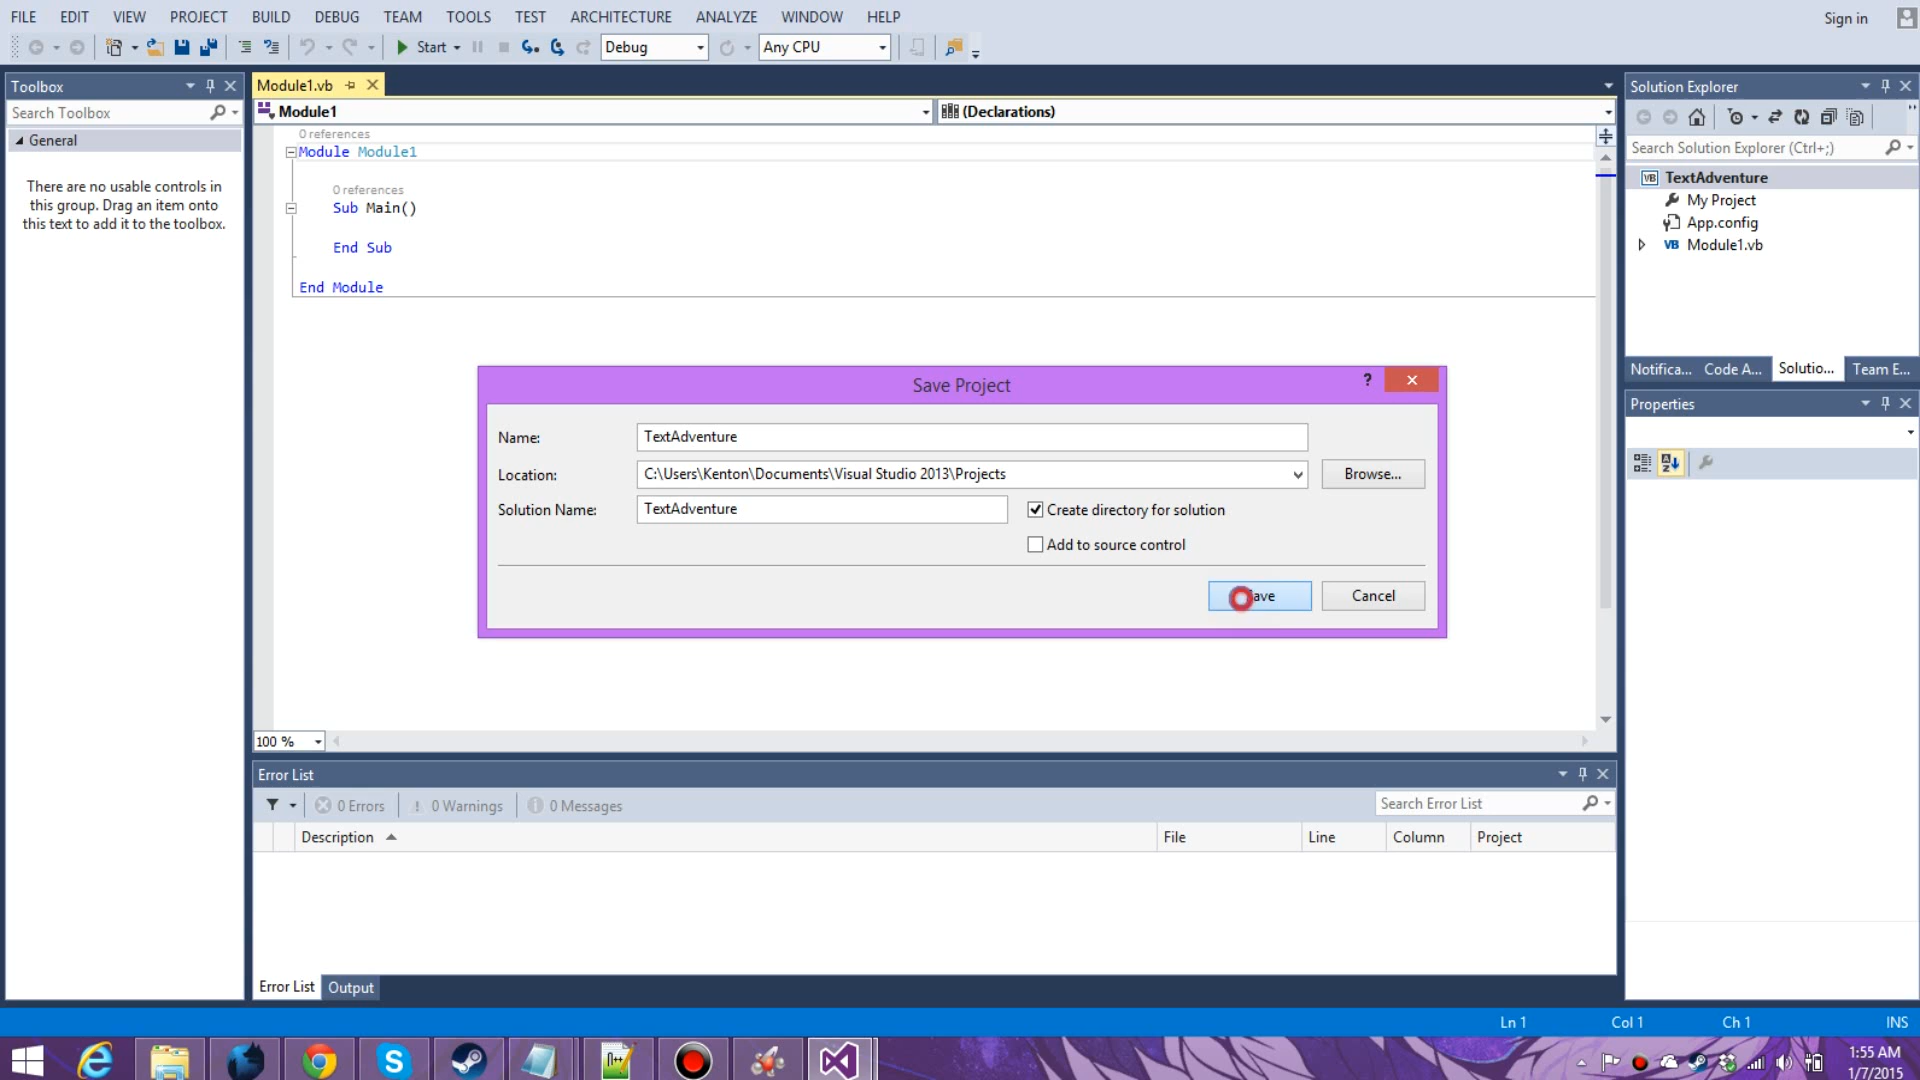 FILE EDIT VIEW PROJECT BUILD DEBUG TEAM TOOLS TEST ARCHITECTURE ANALYZE WINDOW HELP
Sign in
Start Debug Any CPU
Toolbox
Search Toolbox
General
There are no usable controls in
this group. Drag an item onto
this text to add it to the toolbox.
Module1.vb
Module1 (Declarations)
0 references
Module Module1
0 references
Sub Main()
End Sub
End Module
Save Project
?
Name: TextAdventure
Location: C:\Users\Kenton\Documents\Visual Studio 2013\Projects Browse...
Solution Name: TextAdventure Create directory for solution
Add to source control
Cancel
100 %
Error List
0 Errors 0 Warnings 0 Messages
Search Error List
Description File Line Column Project
Error List Output
Solution Explorer
Search Solution Explorer (Ctrl+;)
VB TextAdventure
My Project
App.config
VB Module1.vb
Notifica... Code A... Solutio... Team E...
Properties
Ln 1 Col 1 Ch 1 INS
1:55 AM
1/7/2015